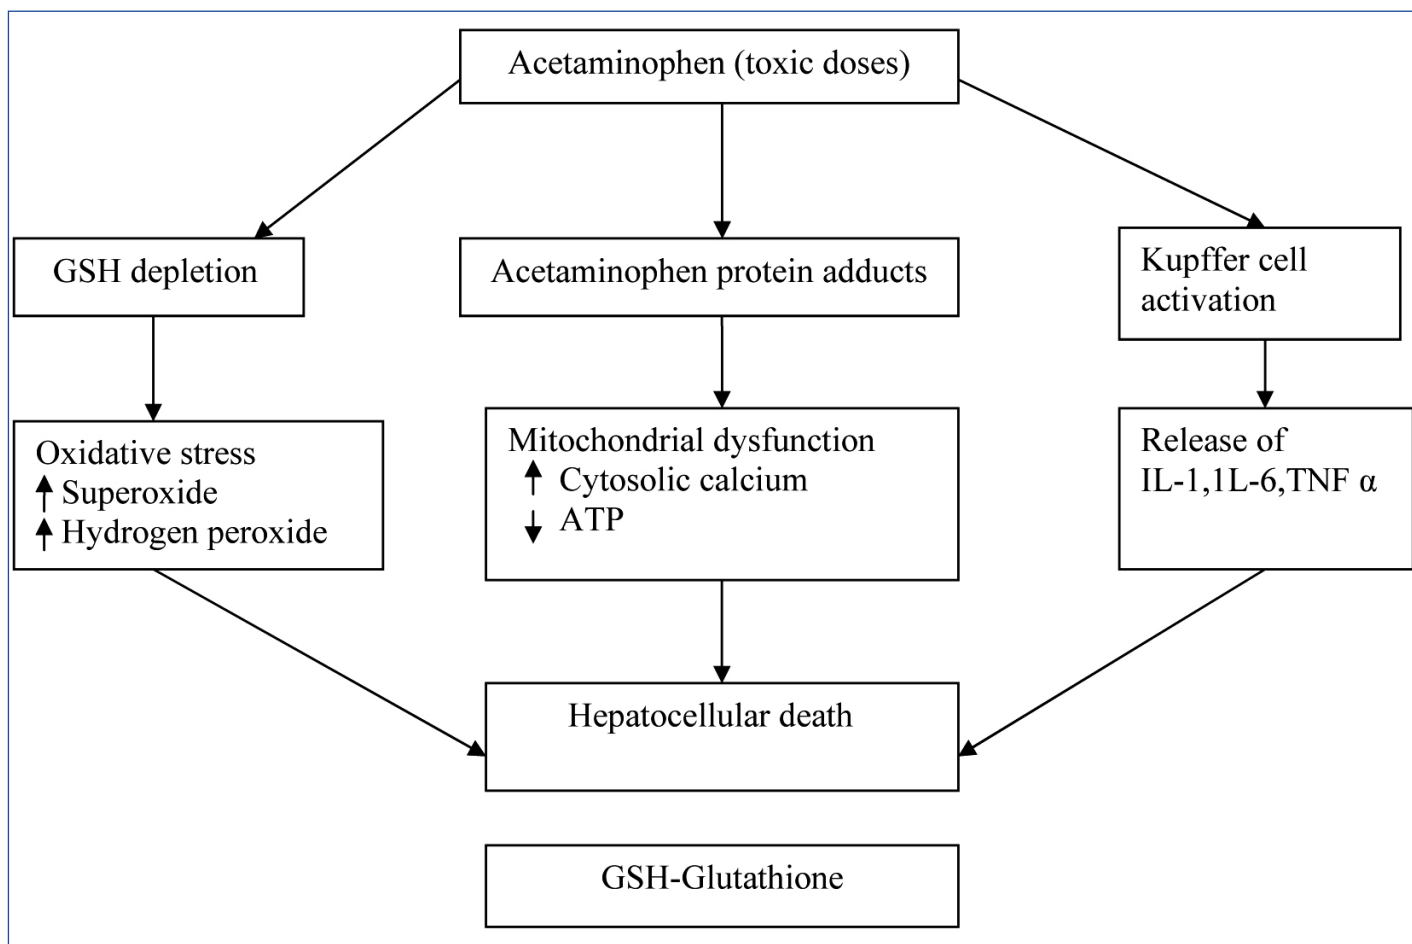 Acetaminophen (toxic doses)
GSH depletion
Acetaminophen protein adducts
Kupffer cell
activation
Oxidative stress
↑ Superoxide
↑ Hydrogen peroxide
Mitochondrial dysfunction
↑ Cytosolic calcium
↓ ATP
Release of
IL-1,1L-6,TNF α
Hepatocellular death
GSH-Glutathione